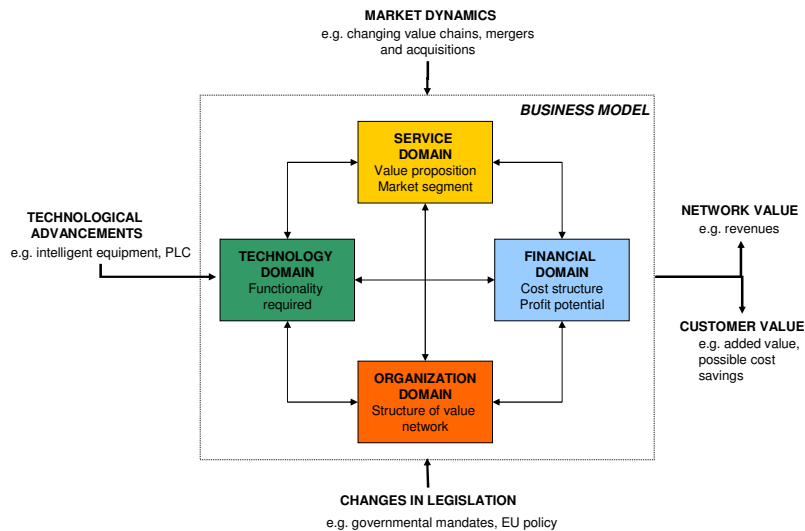 MARKET DYNAMICS
e.g. changing value chains, mergers
and acquisitions
BUSINESS MODEL
SERVICE
DOMAIN
Value proposition
Market segment
TECHNOLOGICAL
ADVANCEMENTS
e.g. intelligent equipment, PLC
TECHNOLOGY
DOMAIN
Functionality
required
FINANCIAL
DOMAIN
Cost structure
Profit potential
NETWORK VALUE
e.g. revenues
CUSTOMER VALUE
e.g. added value,
possible cost
savings
ORGANIZATION
DOMAIN
Structure of value
network
CHANGES IN LEGISLATION
e.g. governmental mandates, EU policy